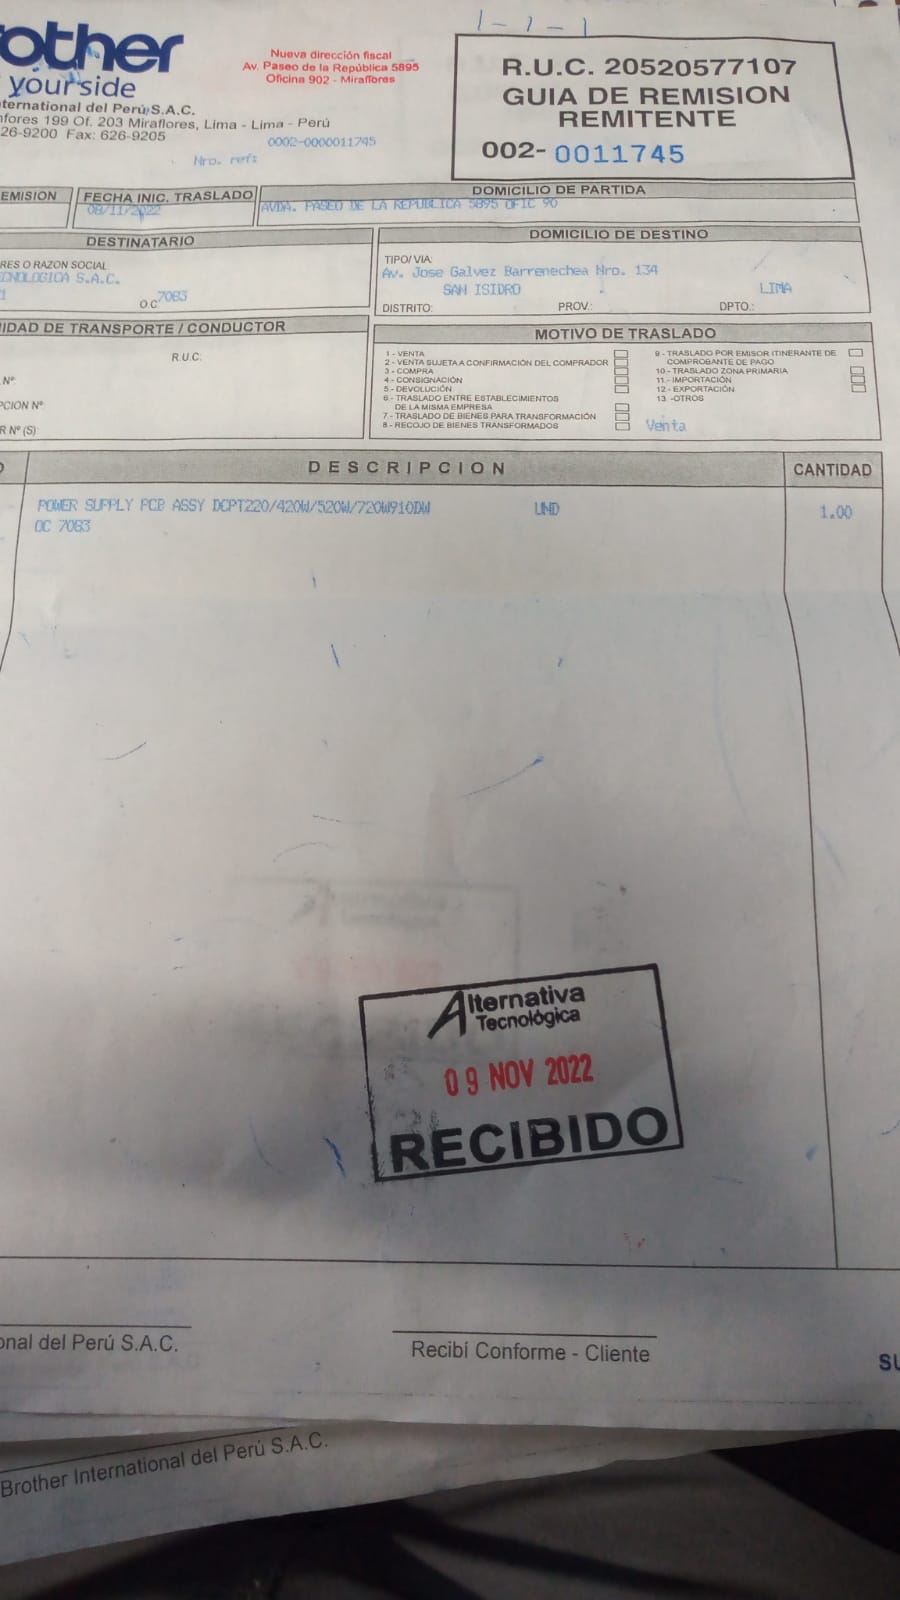 other
your side
ternational del Perú S.A.C.
nfores 199 Of. 203 Miraflores, Lima - Lima - Perú
26-9200 Fax: 626-9205
Nueva dirección fiscal
Av. Paseo de la República 5895
Oficina 902 - Miraflores
0002-0000011745
Nro. ref:
1-1-1
R.U.C. 20520577107
GUIA DE REMISION
REMITENTE
002- 0011745
EMISION
FECHA INIC. TRASLADO
08/11/2022
DOMICILIO DE PARTIDA
AVDA. PASEO DE LA REPUBLICA 5895 OFIC 90
DESTINATARIO
RES O RAZON SOCIAL
CNOLOGICA S.A.C.
1
O.C 7083
DOMICILIO DE DESTINO
TIPO/VIA:
Av. Jose Galvez Barrenechea Nro. 134
SAN ISIDRO LIMA
DISTRITO: PROV.: DPTO.:
IDAD DE TRANSPORTE / CONDUCTOR
R.U.C:
Nº:
PCION Nº
R Nº (S):
MOTIVO DE TRASLADO
1 - VENTA
2 - VENTA SUJETA A CONFIRMACIÓN DEL COMPRADOR
3 - COMPRA
4 - CONSIGNACIÓN
5 - DEVOLUCIÓN
6 - TRASLADO ENTRE ESTABLECIMIENTOS
DE LA MISMA EMPRESA
7 - TRASLADO DE BIENES PARA TRANSFORMACIÓN
8 - RECOJO DE BIENES TRANSFORMADOS
9 - TRASLADO POR EMISOR ITINERANTE DE
COMPROBANTE DE PAGO
10 - TRASLADO ZONA PRIMARIA
11 - IMPORTACIÓN
12 - EXPORTACIÓN
13 -OTROS
Venta
O DESCRIPCION CANTIDAD
POWER SUPPLY PCB ASSY DCPT220/420W/520W/720W910DW UND 1.00
OC 7083
Alternativa
Tecnológica
09 NOV 2022
RECIBIDO
onal del Perú S.A.C.
Recibí Conforme - Cliente
SU
Brother International del Perú S.A.C.